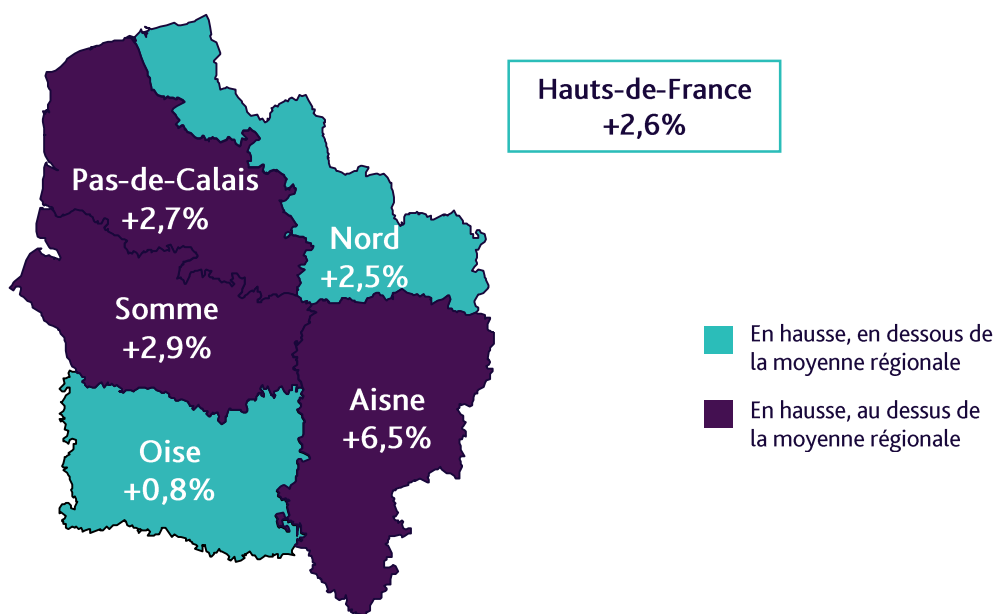 Hauts-de-France
+2,6%
Pas-de-Calais
+2,7%
Nord
+2,5%
Somme
+2,9%
Aisne
+6,5%
Oise
+0,8%
En hausse, en dessous de
la moyenne régionale
En hausse, au dessus de
la moyenne régionale